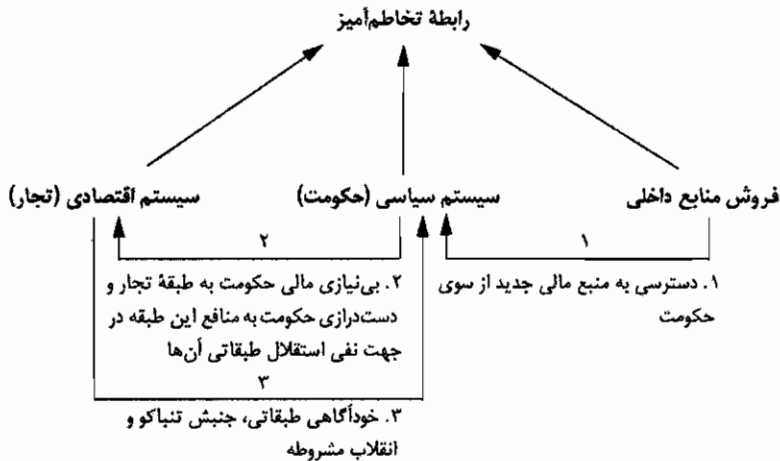 رابطهٔ تخاطم‌آمیز
فروش منابع داخلی
سیستم سیاسی (حکومت)
سیستم اقتصادی (تجار)
۱
۱. دسترسی به منبع مالی جدید از سوی
حکومت
۲
۲. بی‌نیازی مالی حکومت به طبقهٔ تجار و
دست‌درازی حکومت به منافع این طبقه در
جهت نفی استقلال طبقاتی آن‌ها
۳
۳. خودآگاهی طبقاتی، جنبش تنباکو و
انقلاب مشروطه